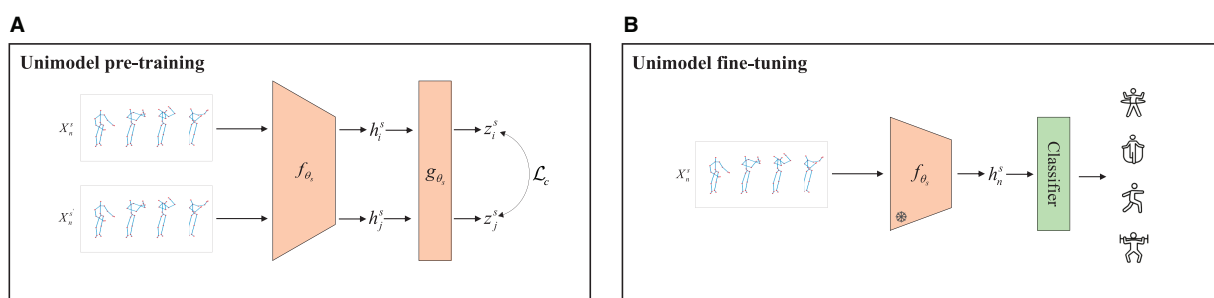 A
Unimodel pre-training
X_n^s
f_{θ_s}
h_i^s
g_{θ_s}
z_i^s
ℒ_c
X_n^{s'}
h_j^s
z_j^s
B
Unimodel fine-tuning
X_n^s
f_{θ_s}
h_n^s
Classifier